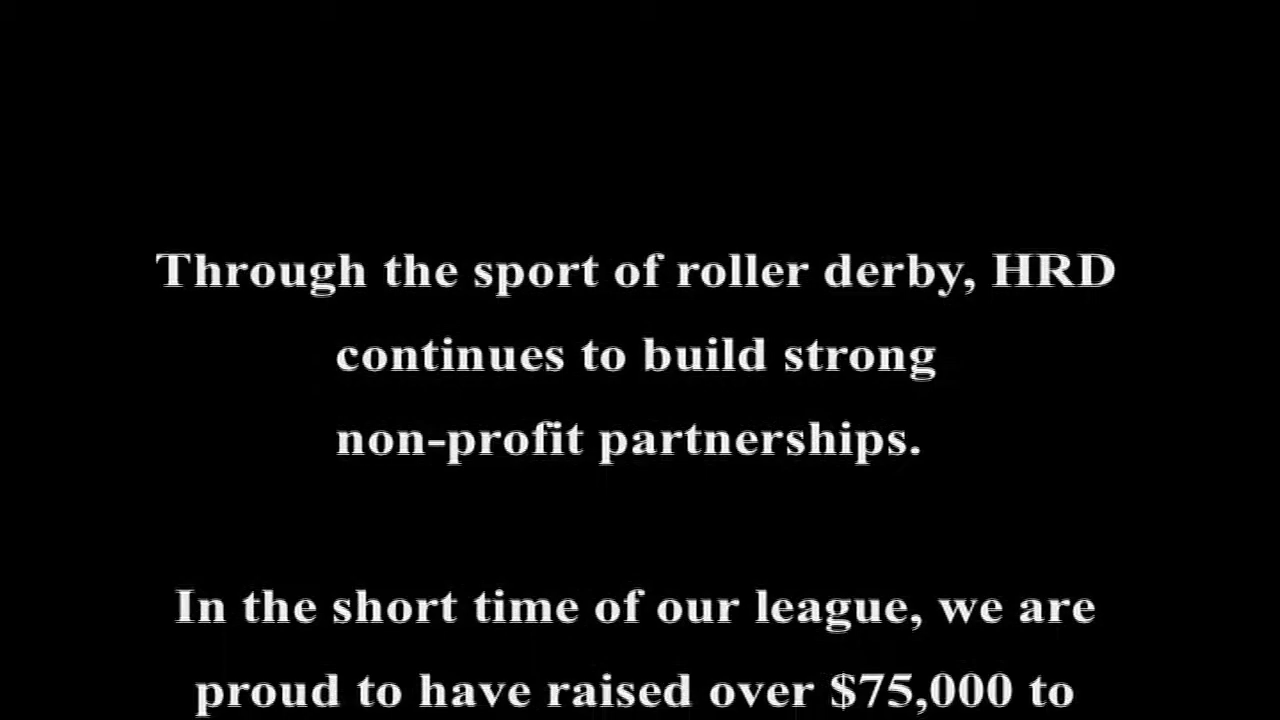 Through the sport of roller derby, HRD
continues to build strong
non-profit partnerships.
In the short time of our league, we are
proud to have raised over $75,000 to